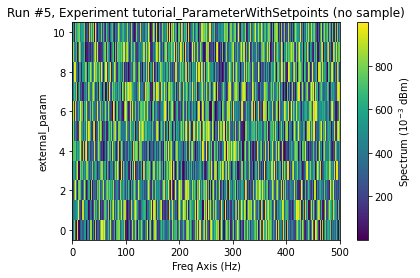 Run #5, Experiment tutorial_ParameterWithSetpoints (no sample)
10
8
6
4
2
0
external_param
0 100 200 300 400 500
Freq Axis (Hz)
800
600
400
200
Spectrum (10⁻³ dBm)